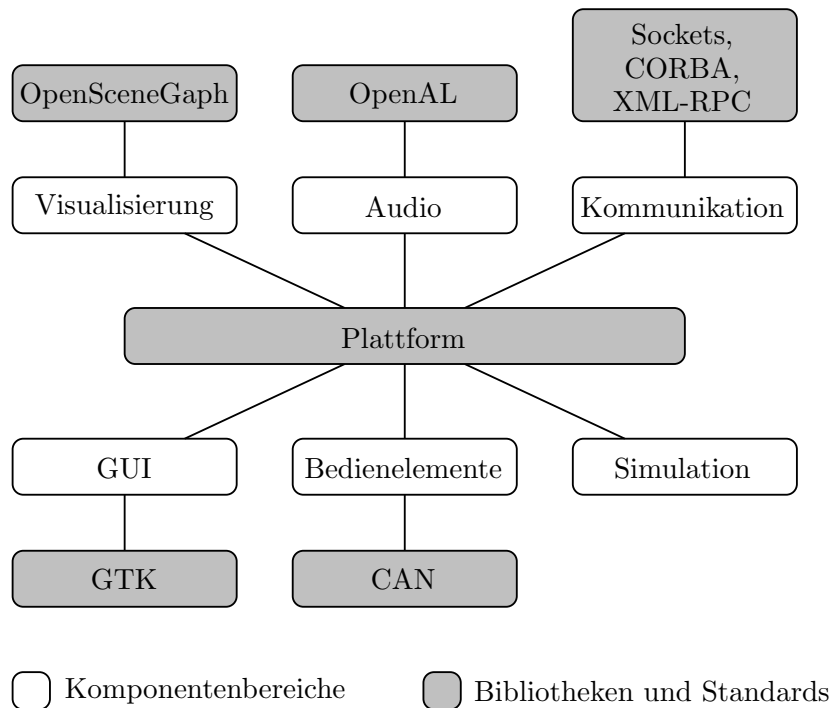 Sockets,
CORBA,
XML-RPC
OpenSceneGaph
OpenAL
Visualisierung
Audio
Kommunikation
Plattform
GUI
Bedienelemente
Simulation
GTK
CAN
Komponentenbereiche
Bibliotheken und Standards